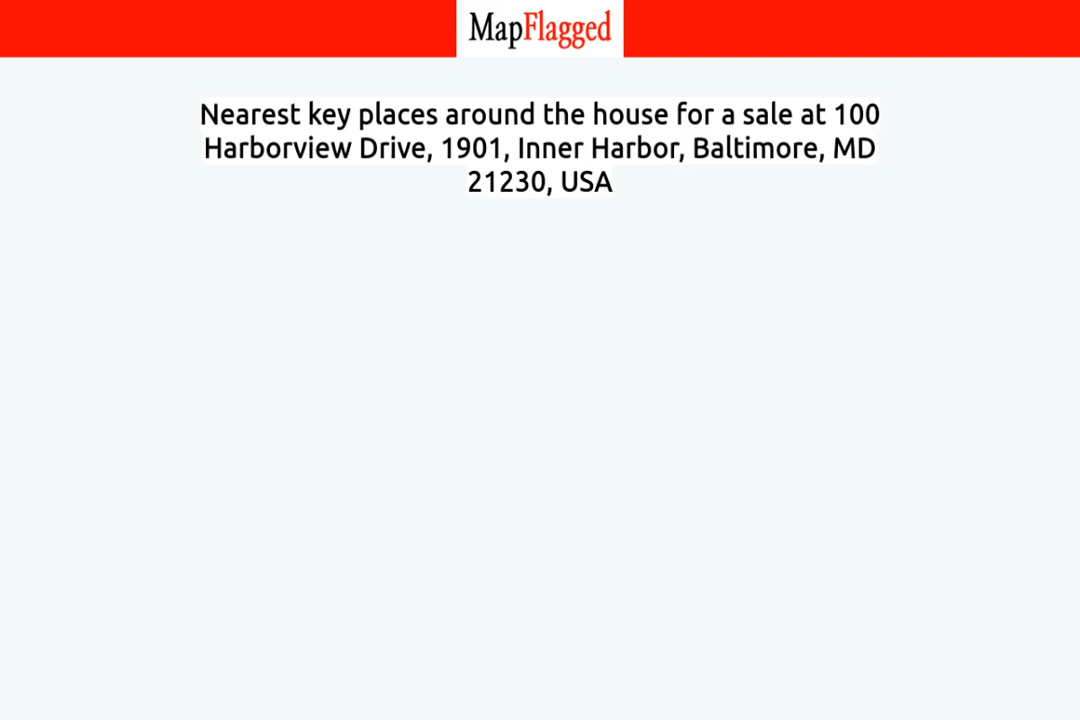 MapFlagged
Nearest key places around the house for a sale at 100
Harborview Drive, 1901, Inner Harbor, Baltimore, MD
21230, USA